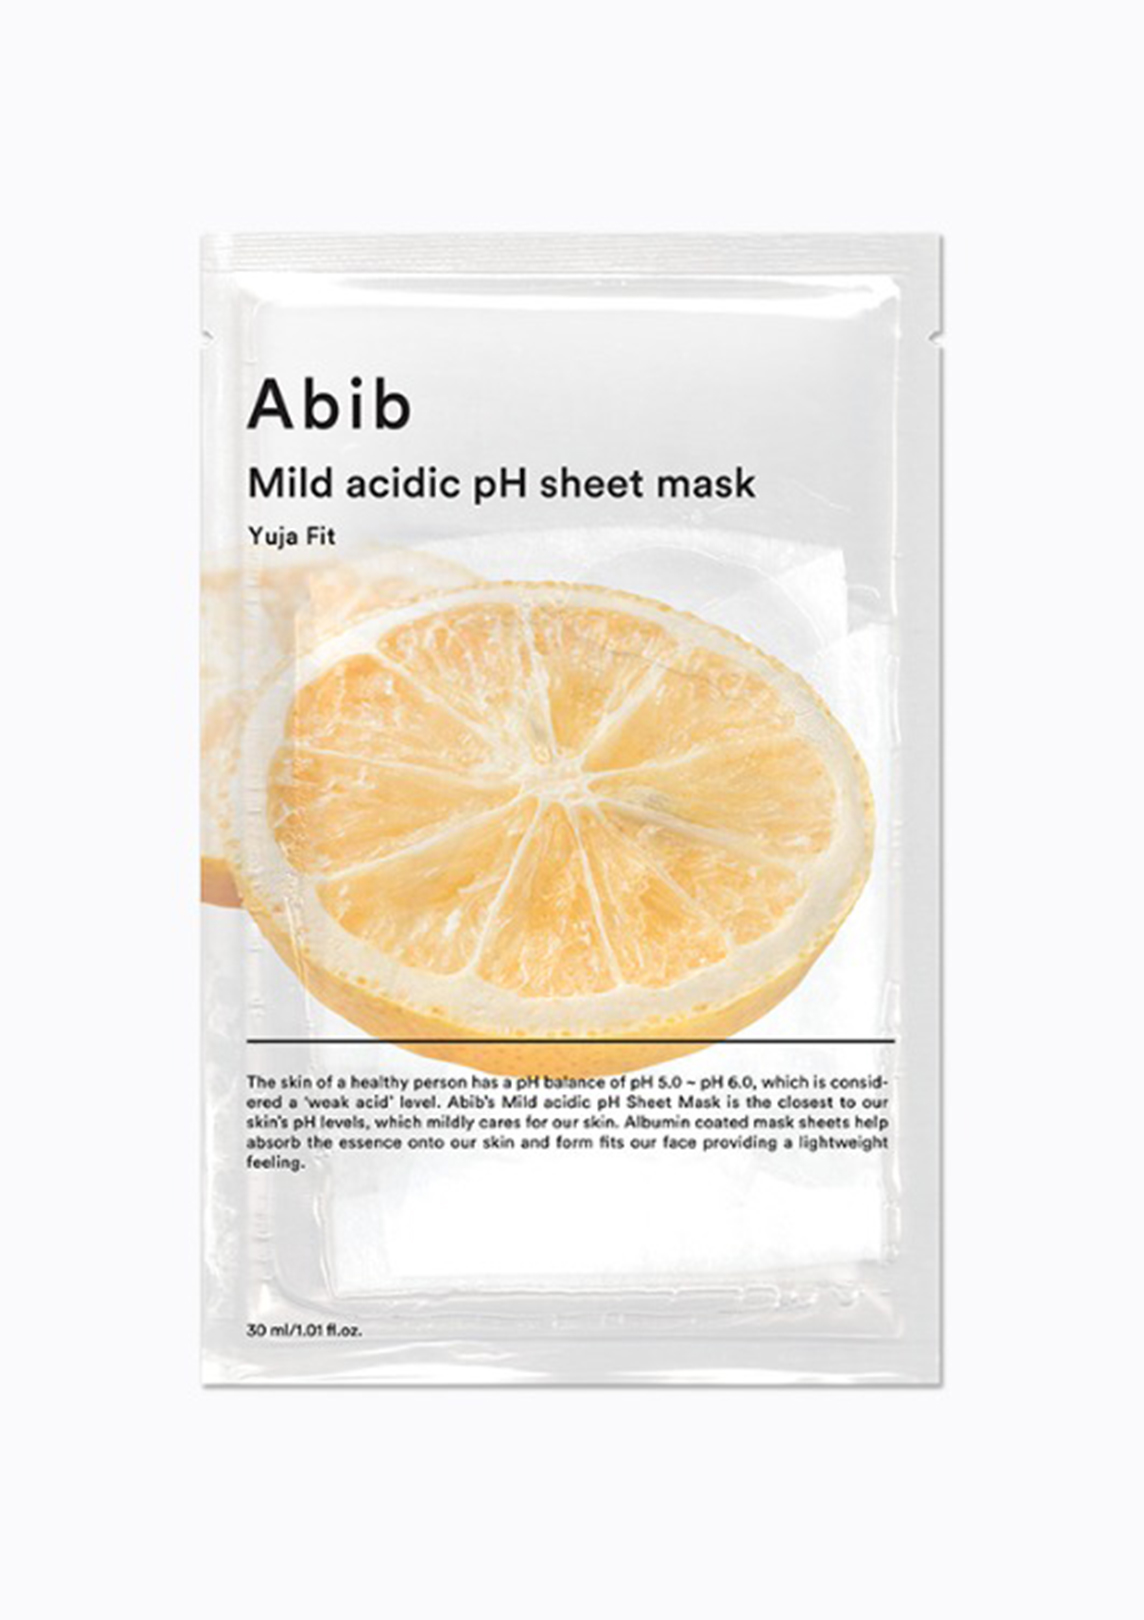 Abib
Mild acidic pH sheet mask
Yuja Fit
The skin of a healthy person has a pH balance of pH 5.0 ~ pH 6.0, which is consid-
ered a 'weak acid' level. Abib's Mild acidic pH Sheet Mask is the closest to our
skin's pH levels, which mildly cares for our skin. Albumin coated mask sheets help
absorb the essence onto our skin and form fits our face providing a lightweight
feeling.
30 ml/1.01 fl.oz.